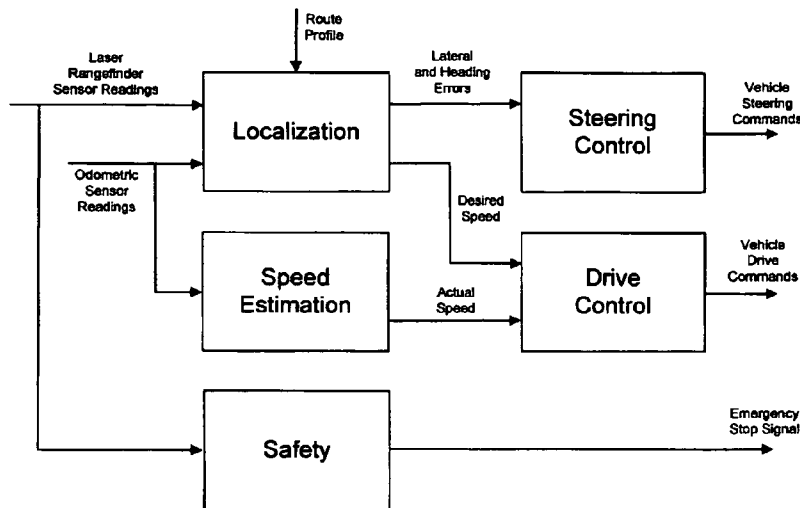 Route
Profile
Laser
Rangefinder
Sensor Readings
Lateral
and Heading
Errors
Localization
Steering
Control
Vehicle
Steering
Commands
Odometric
Sensor
Readings
Desired
Speed
Speed
Estimation
Actual
Speed
Drive
Control
Vehicle
Drive
Commands
Safety
Emergency
Stop Signal